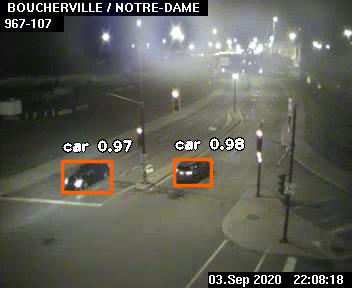 BOUCHERVILLE / NOTRE-DAME
967-107
car 0.97
car 0.98
03.Sep 2020 22:08:18